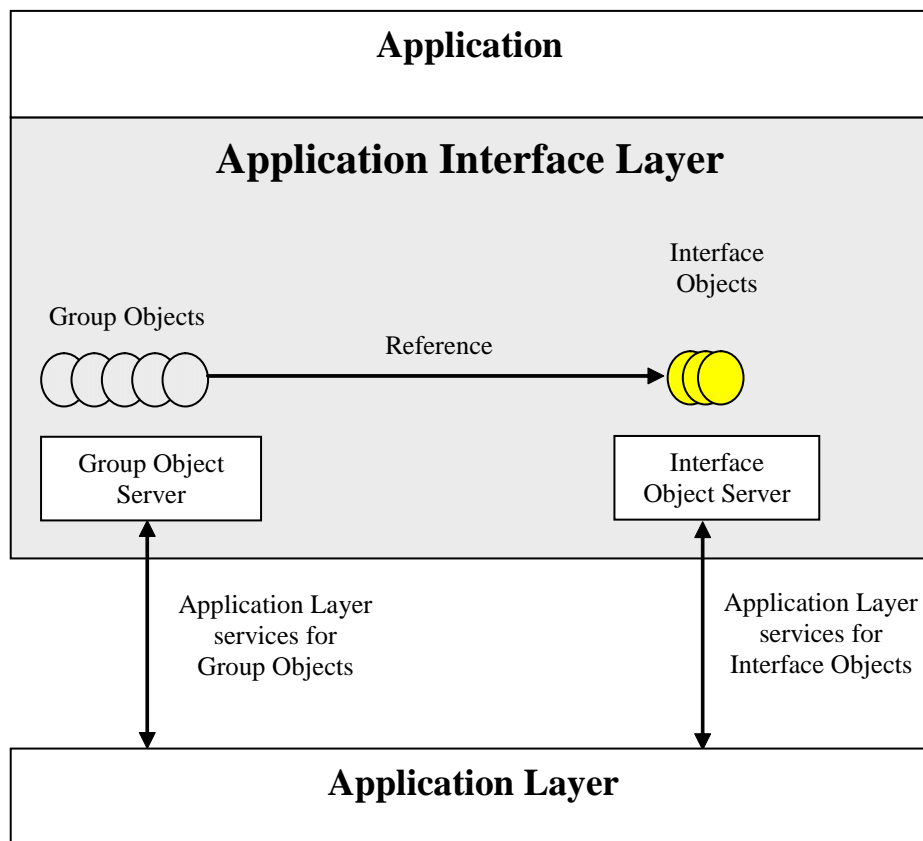 Application
Application Interface Layer
Interface
Objects
Group Objects
Reference
Group Object
Server
Interface
Object Server
Application Layer
services for
Group Objects
Application Layer
services for
Interface Objects
Application Layer